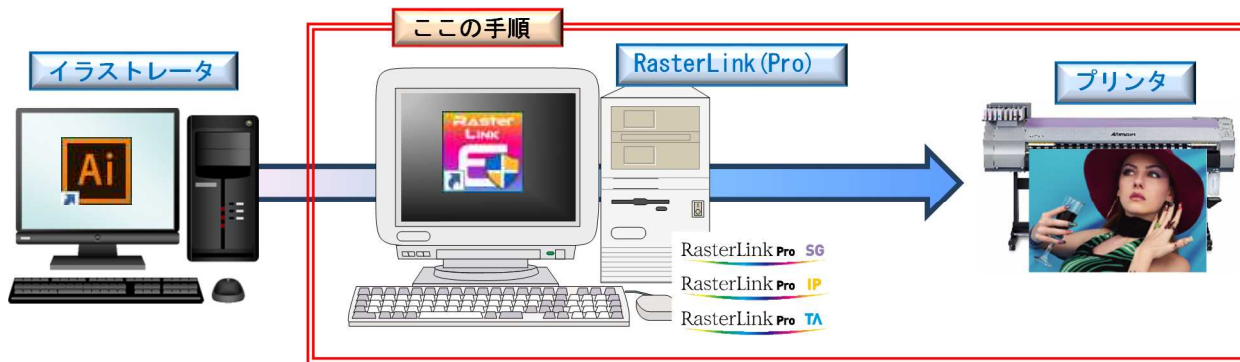 ここの手順
イラストレータ
RasterLink(Pro)
プリンタ
Ai
RASTER
LINK
RasterLink Pro SG
RasterLink Pro IP
RasterLink Pro TA